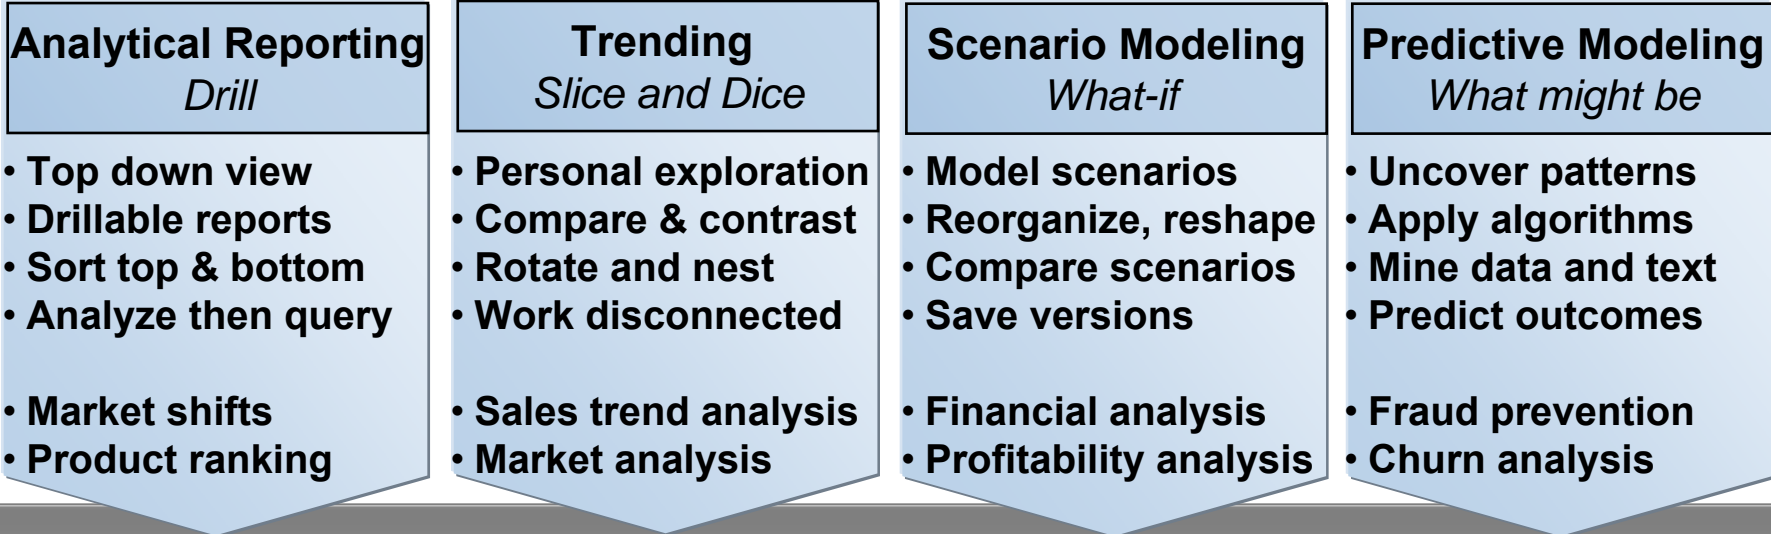 Analytical Reporting
Drill
• Top down view
• Drillable reports
• Sort top & bottom
• Analyze then query
• Market shifts
• Product ranking
Trending
Slice and Dice
• Personal exploration
• Compare & contrast
• Rotate and nest
• Work disconnected
• Sales trend analysis
• Market analysis
Scenario Modeling
What-if
• Model scenarios
• Reorganize, reshape
• Compare scenarios
• Save versions
• Financial analysis
• Profitability analysis
Predictive Modeling
What might be
• Uncover patterns
• Apply algorithms
• Mine data and text
• Predict outcomes
• Fraud prevention
• Churn analysis